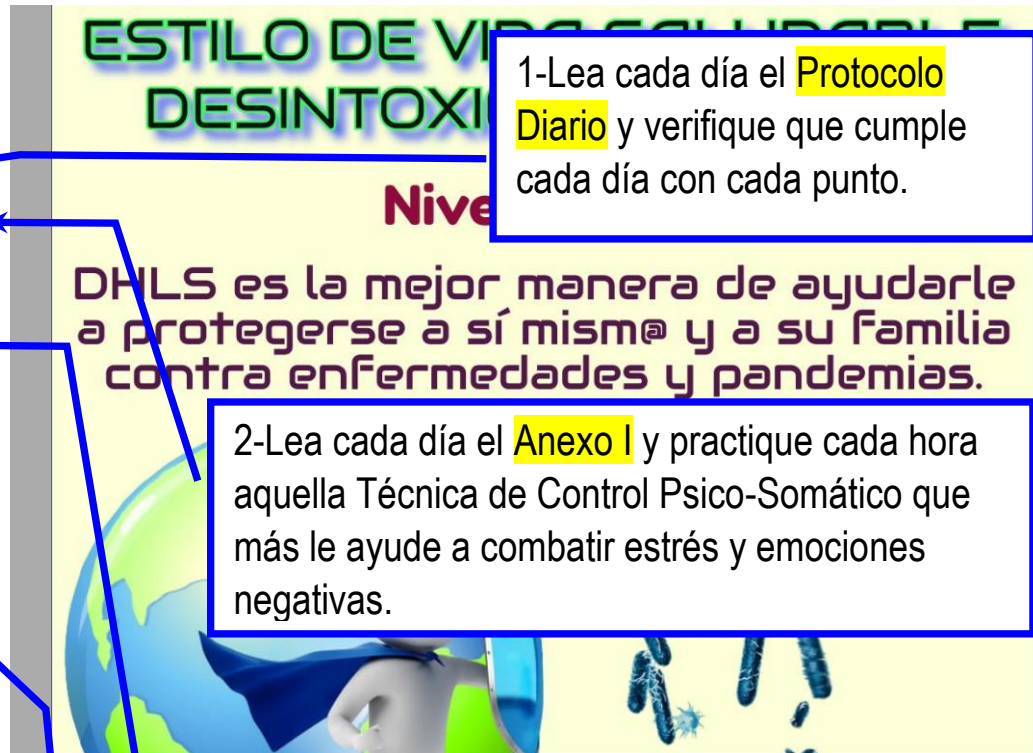 ESTILO DE
DESINTOXI
1-Lea cada día el Protocolo
Diario y verifique que cumple
cada día con cada punto.
DHLS es la mejor manera de ayudarle
a protegerse a sí mism@ y a su familia
contra enfermedades y pandemias.
2-Lea cada día el Anexo I y practique cada hora
aquella Técnica de Control Psico-Somático que
más le ayude a combatir estrés y emociones
negativas.